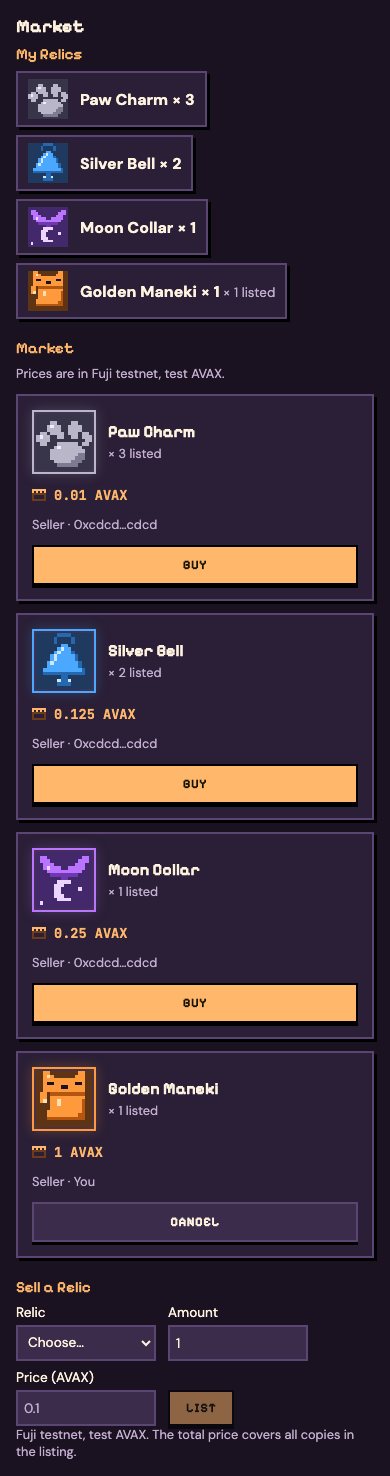 Market
My Relics
Paw Charm × 3
Silver Bell × 2
Moon Collar × 1
Golden Maneki × 1 × 1 listed
Market
Prices are in Fuji testnet, test AVAX.
Paw Charm
× 3 listed
0.01 AVAX
Seller · 0xcdcd…cdcd
BUY
Silver Bell
× 2 listed
0.125 AVAX
Seller · 0xcdcd…cdcd
BUY
Moon Collar
× 1 listed
0.25 AVAX
Seller · 0xcdcd…cdcd
BUY
Golden Maneki
× 1 listed
1 AVAX
Seller · You
CANCEL
Sell a Relic
Relic Amount
Choose... 1
Price (AVAX)
0.1 LIST
Fuji testnet, test AVAX. The total price covers all copies in
the listing.